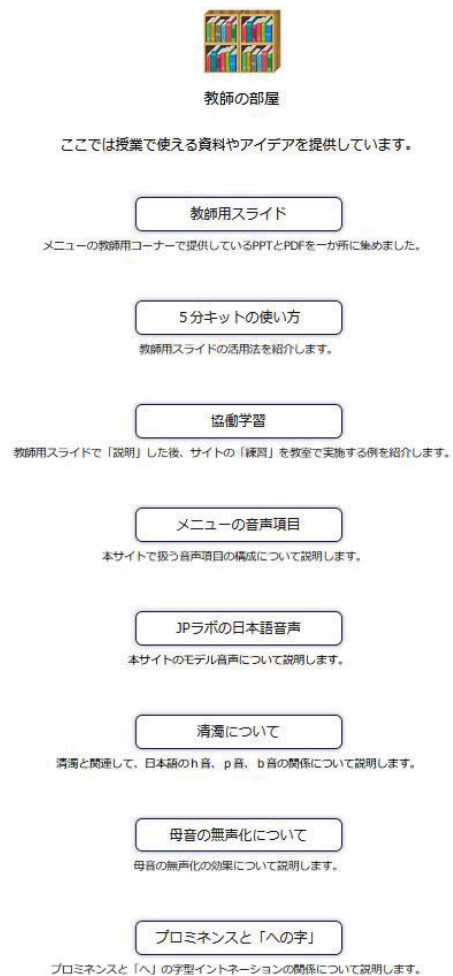 教師の部屋
ここでは授業で使える資料やアイデアを提供しています。
教師用スライド
メニューの教師用コーナーで提供しているPPTとPDFを一か所に集めました。
5分キットの使い方
教師用スライドの活用法を紹介します。
協働学習
教師用スライドで「説明」した後、サイトの「練習」を教室で実施する例を紹介します。
メニューの音声項目
本サイトで扱う音声項目の構成について説明します。
JPラボの日本語音声
本サイトのモデル音声について説明します。
清濁について
清濁と関連して、日本語のｈ音、ｐ音、ｂ音の関係について説明します。
母音の無声化について
母音の無声化の効果について説明します。
プロミネンスと「への字」
プロミネンスと「へ」の字型イントネーションの関係について説明します。